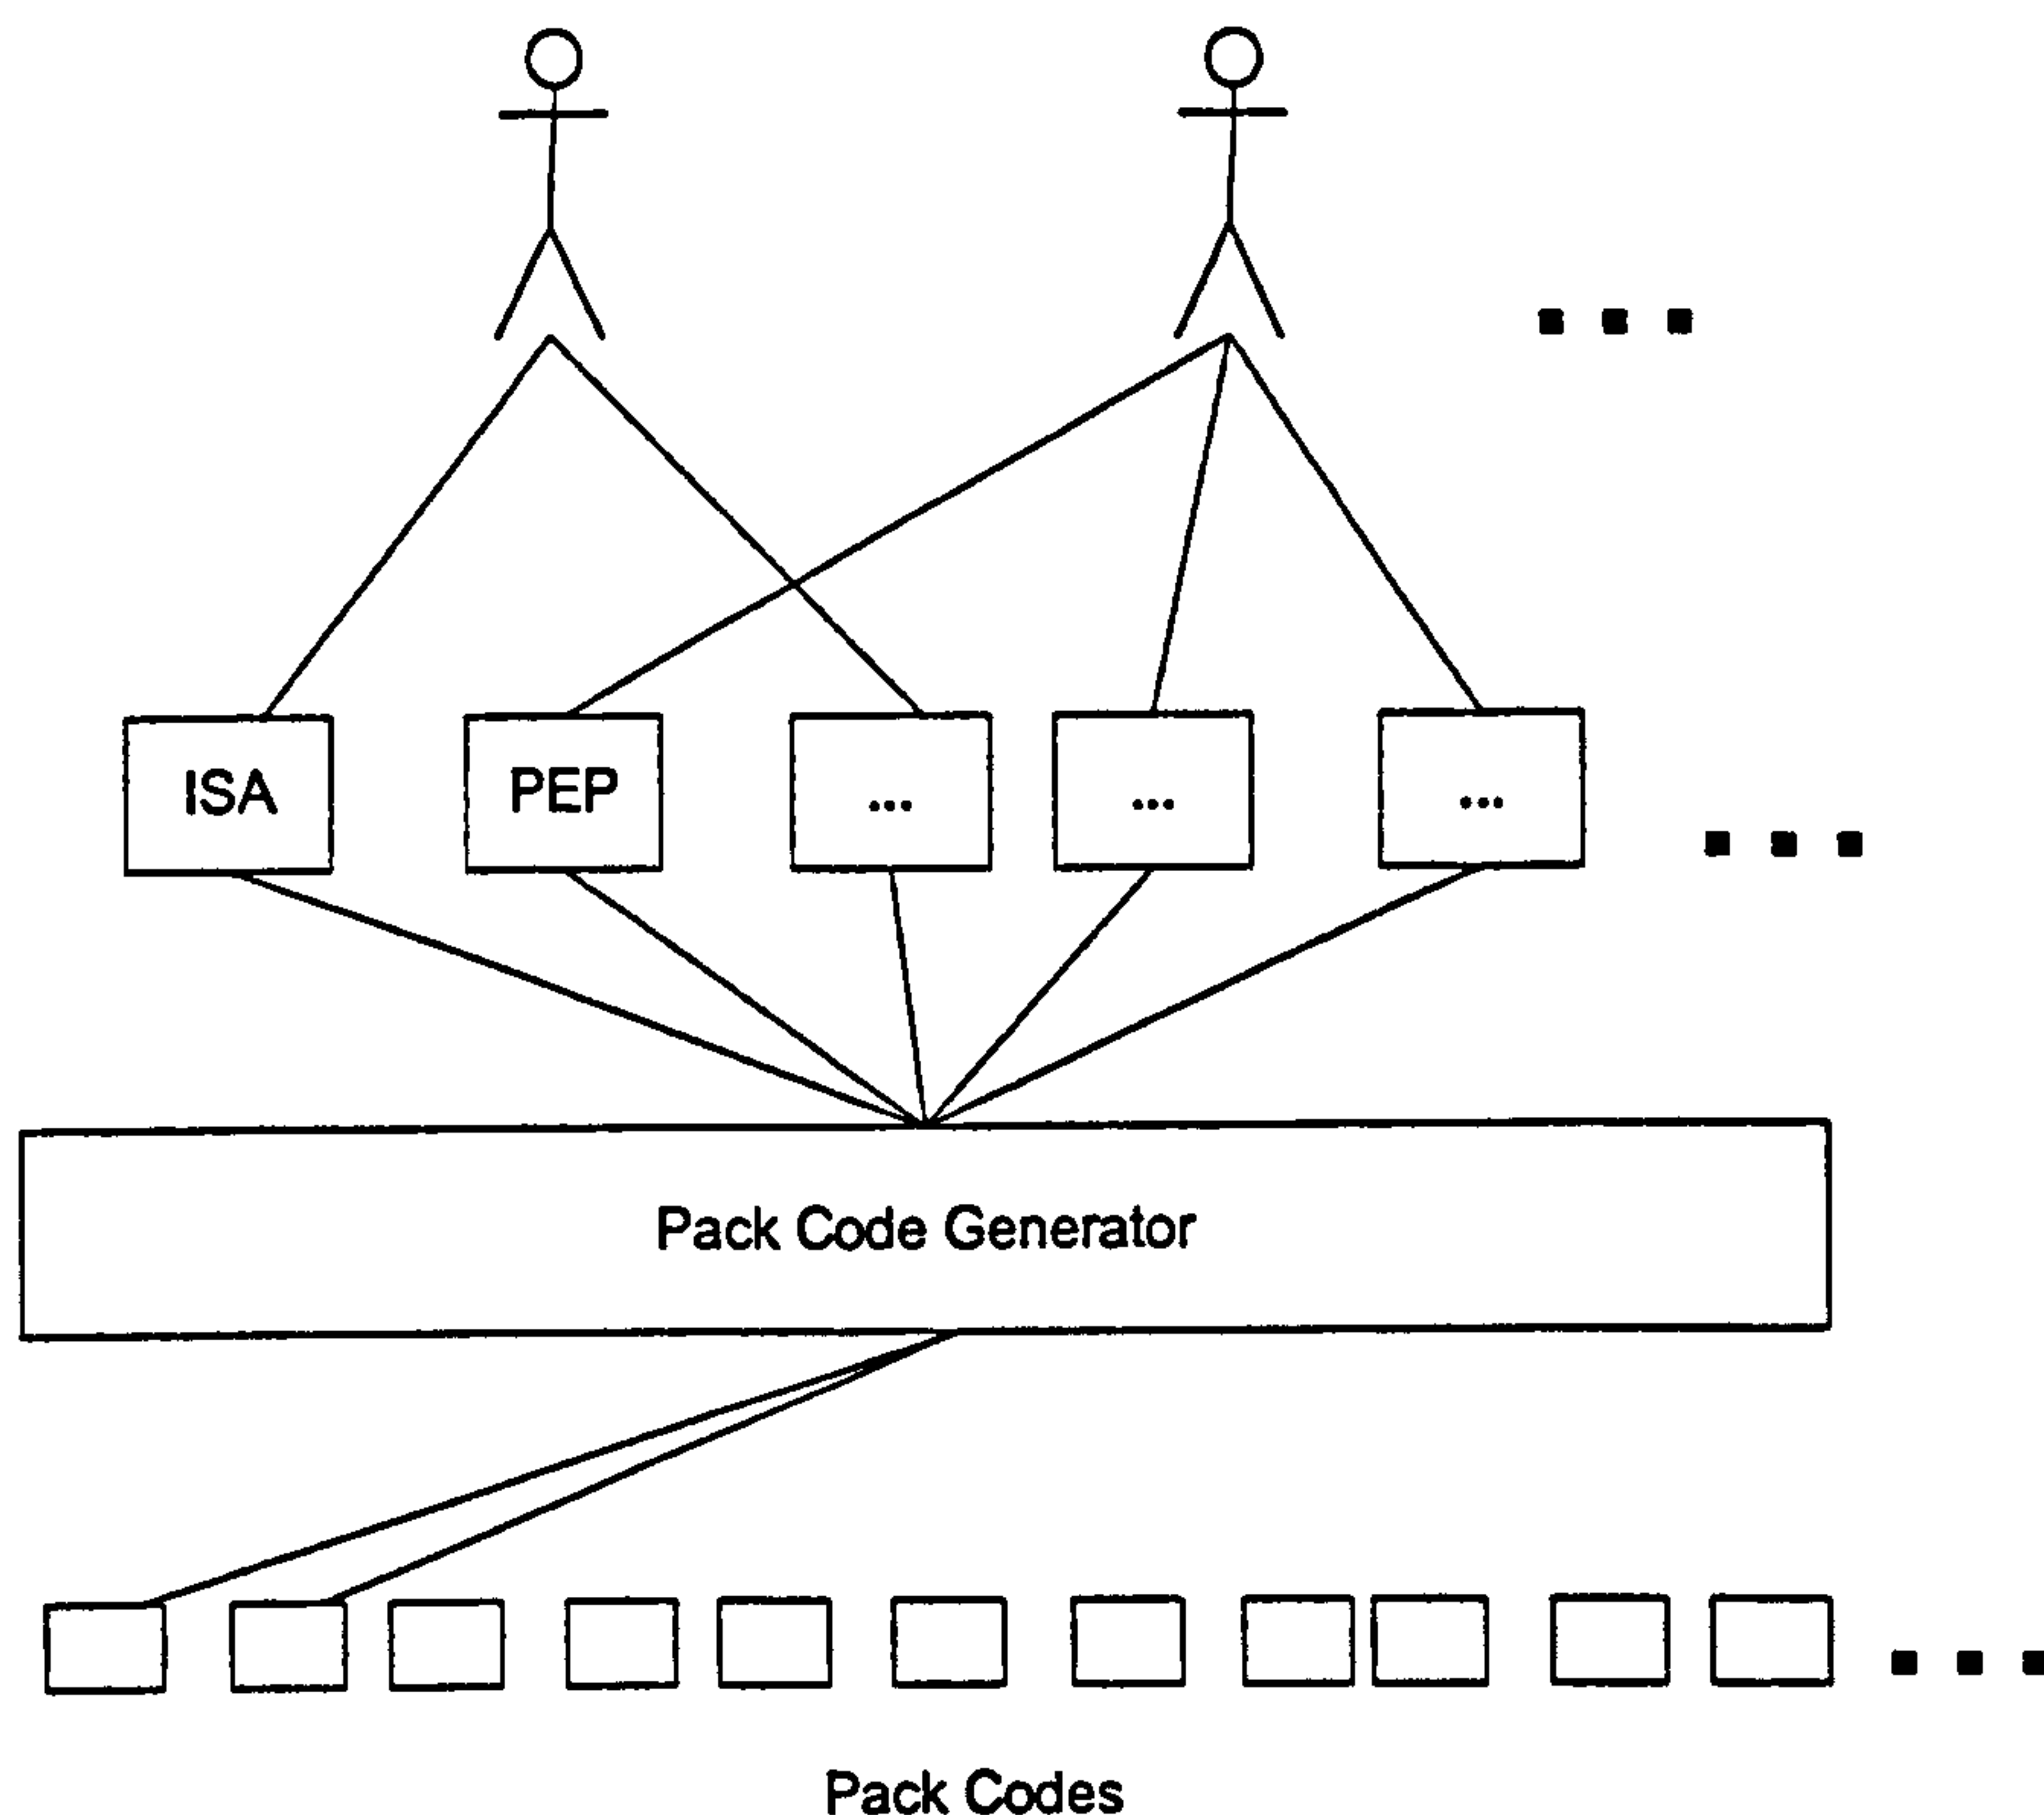 ISA PEP ... ... ...
Pack Code Generator
Pack Codes